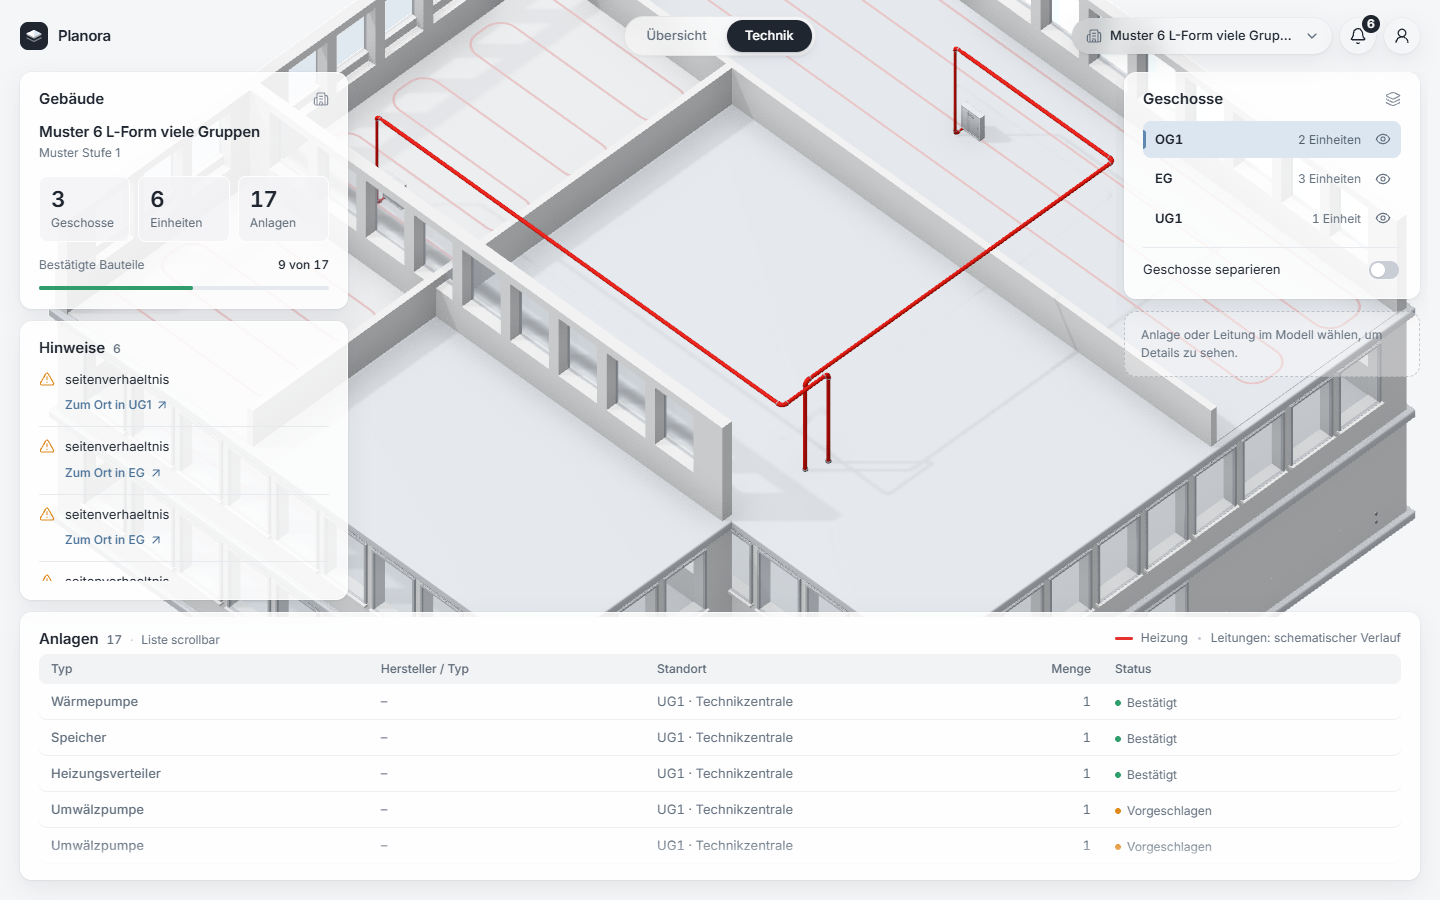 Planora
Übersicht
Technik
Muster 6 L-Form viele Grup...
6
Gebäude
Muster 6 L-Form viele Gruppen
Muster Stufe 1
3
Geschosse
6
Einheiten
17
Anlagen
Bestätigte Bauteile
9 von 17
Hinweise 6
seitenverhaeltnis
Zum Ort in UG1
seitenverhaeltnis
Zum Ort in EG
seitenverhaeltnis
Zum Ort in EG
seitenverhaeltnis
Geschosse
OG1 2 Einheiten
EG 3 Einheiten
UG1 1 Einheit
Geschosse separieren
Anlage oder Leitung im Modell wählen, um
Details zu sehen.
Anlagen 17 · Liste scrollbar
Heizung · Leitungen: schematischer Verlauf
Typ Hersteller / Typ Standort Menge Status
Wärmepumpe – UG1 · Technikzentrale 1 Bestätigt
Speicher – UG1 · Technikzentrale 1 Bestätigt
Heizungsverteiler – UG1 · Technikzentrale 1 Bestätigt
Umwälzpumpe – UG1 · Technikzentrale 1 Vorgeschlagen
Umwälzpumpe – UG1 · Technikzentrale 1 Vorgeschlagen